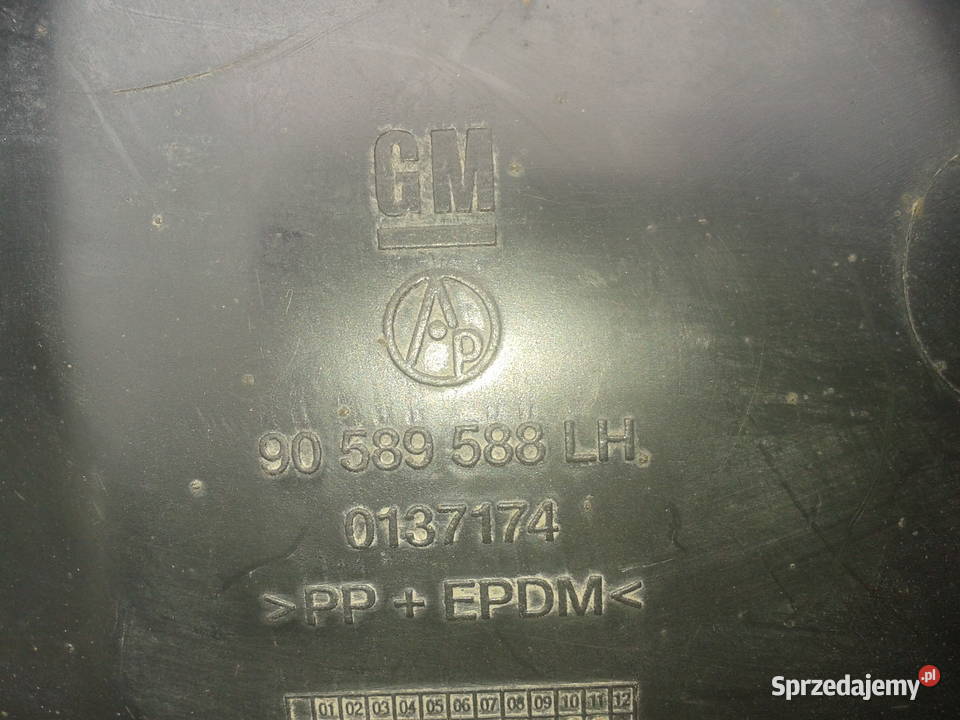 GM
AP
90 589 588 LH
0137174
>PP + EPDM<
01 02 03 04 05 06 07 08 09 10 11 12
Sprzedajemy.pl